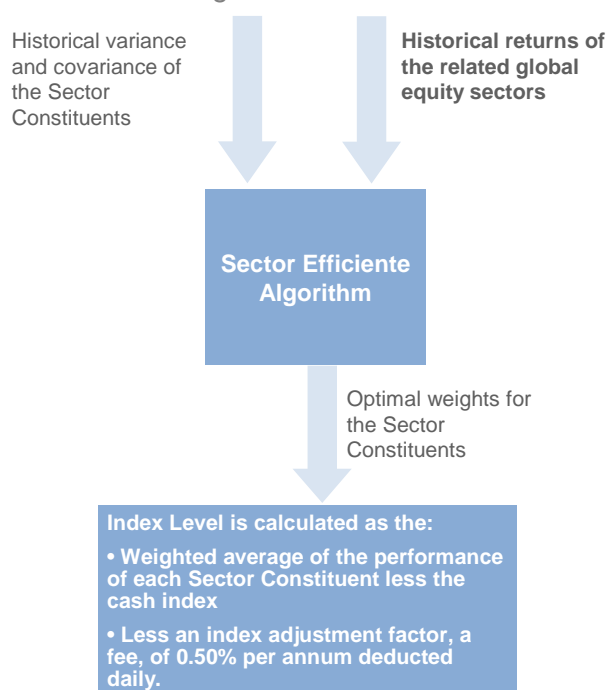 Historical variance
and covariance of
the Sector
Constituents
Historical returns of
the related global
equity sectors
Sector Efficiente
Algorithm
Optimal weights for
the Sector
Constituents
Index Level is calculated as the:
• Weighted average of the performance
of each Sector Constituent less the
cash index
• Less an index adjustment factor, a
fee, of 0.50% per annum deducted
daily.